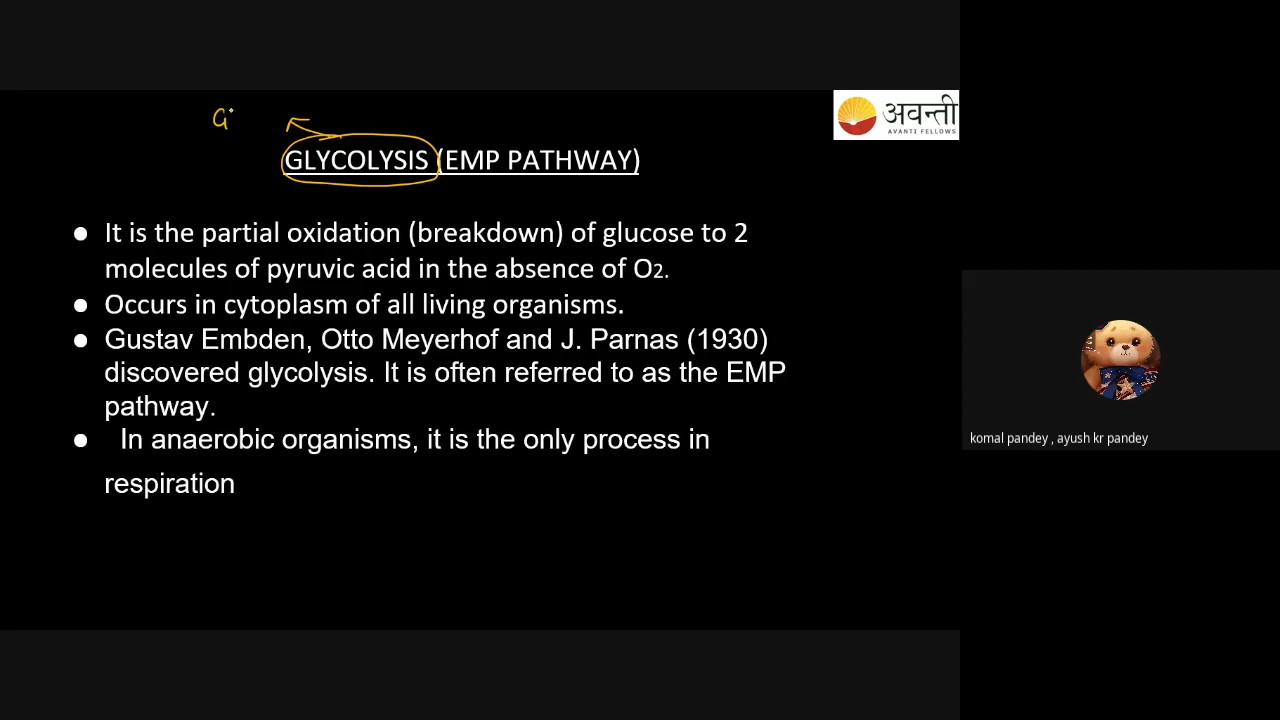 G
अवन्ती
AVANTI FELLOWS
GLYCOLYSIS (EMP PATHWAY)
● It is the partial oxidation (breakdown) of glucose to 2
molecules of pyruvic acid in the absence of O2.
● Occurs in cytoplasm of all living organisms.
● Gustav Embden, Otto Meyerhof and J. Parnas (1930)
discovered glycolysis. It is often referred to as the EMP
pathway.
● In anaerobic organisms, it is the only process in
respiration
komal pandey , ayush kr pandey